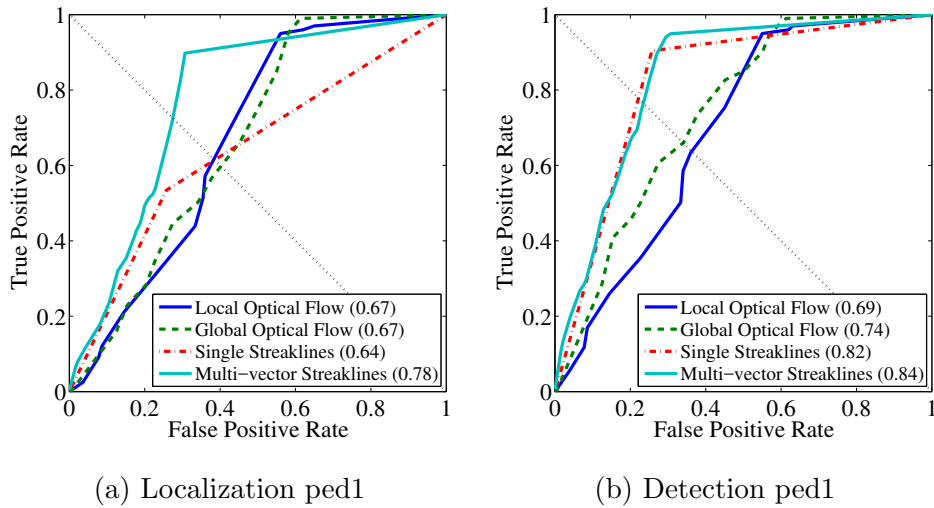 1
0.8
0.6
0.4
0.2
0
0 0.2 0.4 0.6 0.8 1
True Positive Rate
False Positive Rate
Local Optical Flow (0.67)
Global Optical Flow (0.67)
Single Streaklines (0.64)
Multi−vector Streaklines (0.78)
(a) Localization ped1
1
0.8
0.6
0.4
0.2
0
0 0.2 0.4 0.6 0.8 1
True Positive Rate
False Positive Rate
Local Optical Flow (0.69)
Global Optical Flow (0.74)
Single Streaklines (0.82)
Multi−vector Streaklines (0.84)
(b) Detection ped1